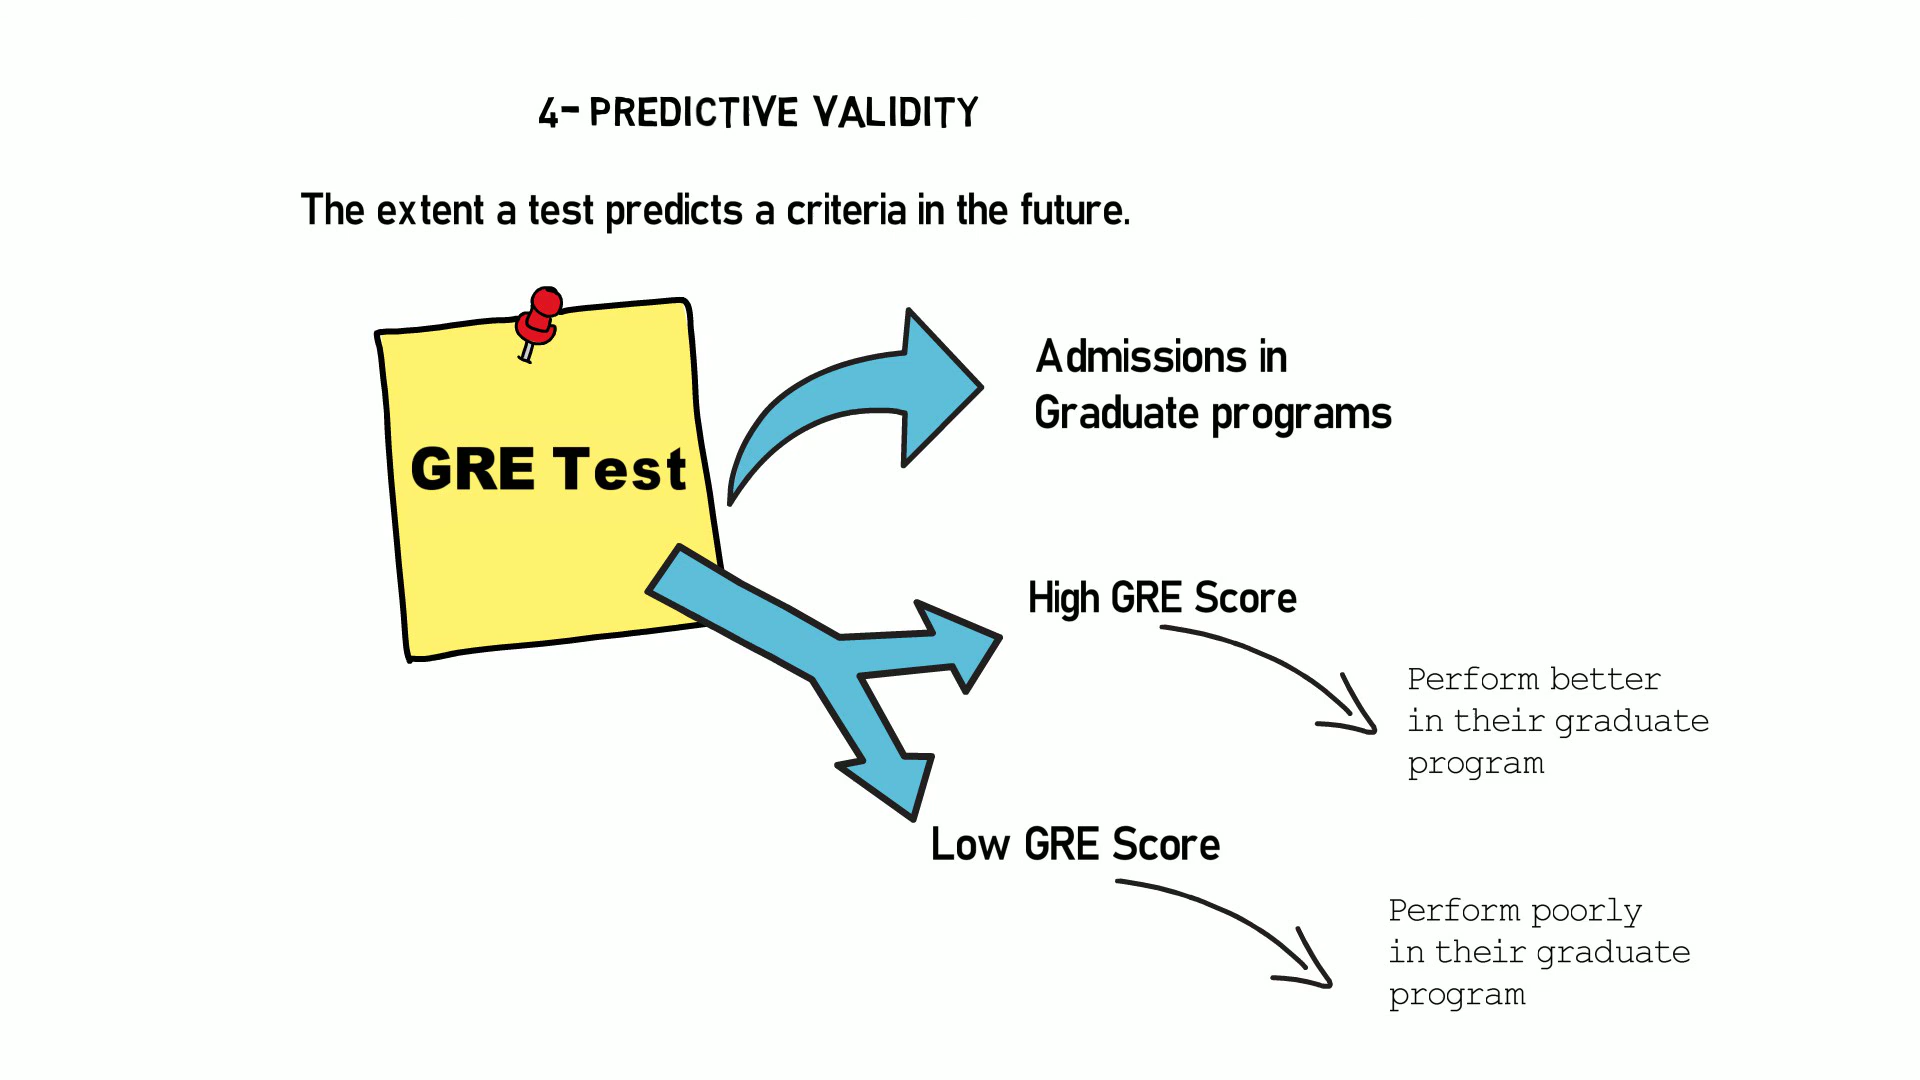 4- PREDICTIVE VALIDITY
The extent a test predicts a criteria in the future.
GRE Test
Admissions in
Graduate programs
High GRE Score
Perform better
in their graduate
program
Low GRE Score
Perform poorly
in their graduate
program